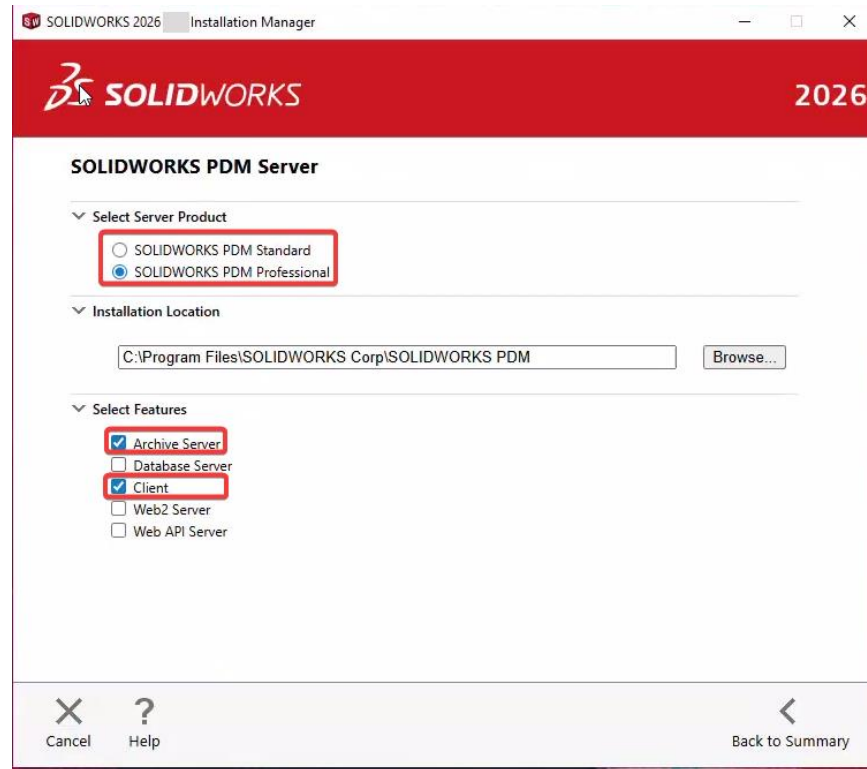 SOLIDWORKS 2026 Installation Manager
SOLIDWORKS 2026
SOLIDWORKS PDM Server
Select Server Product
SOLIDWORKS PDM Standard
SOLIDWORKS PDM Professional
Installation Location
C:\Program Files\SOLIDWORKS Corp\SOLIDWORKS PDM Browse...
Select Features
Archive Server
Database Server
Client
Web2 Server
Web API Server
Cancel Help Back to Summary